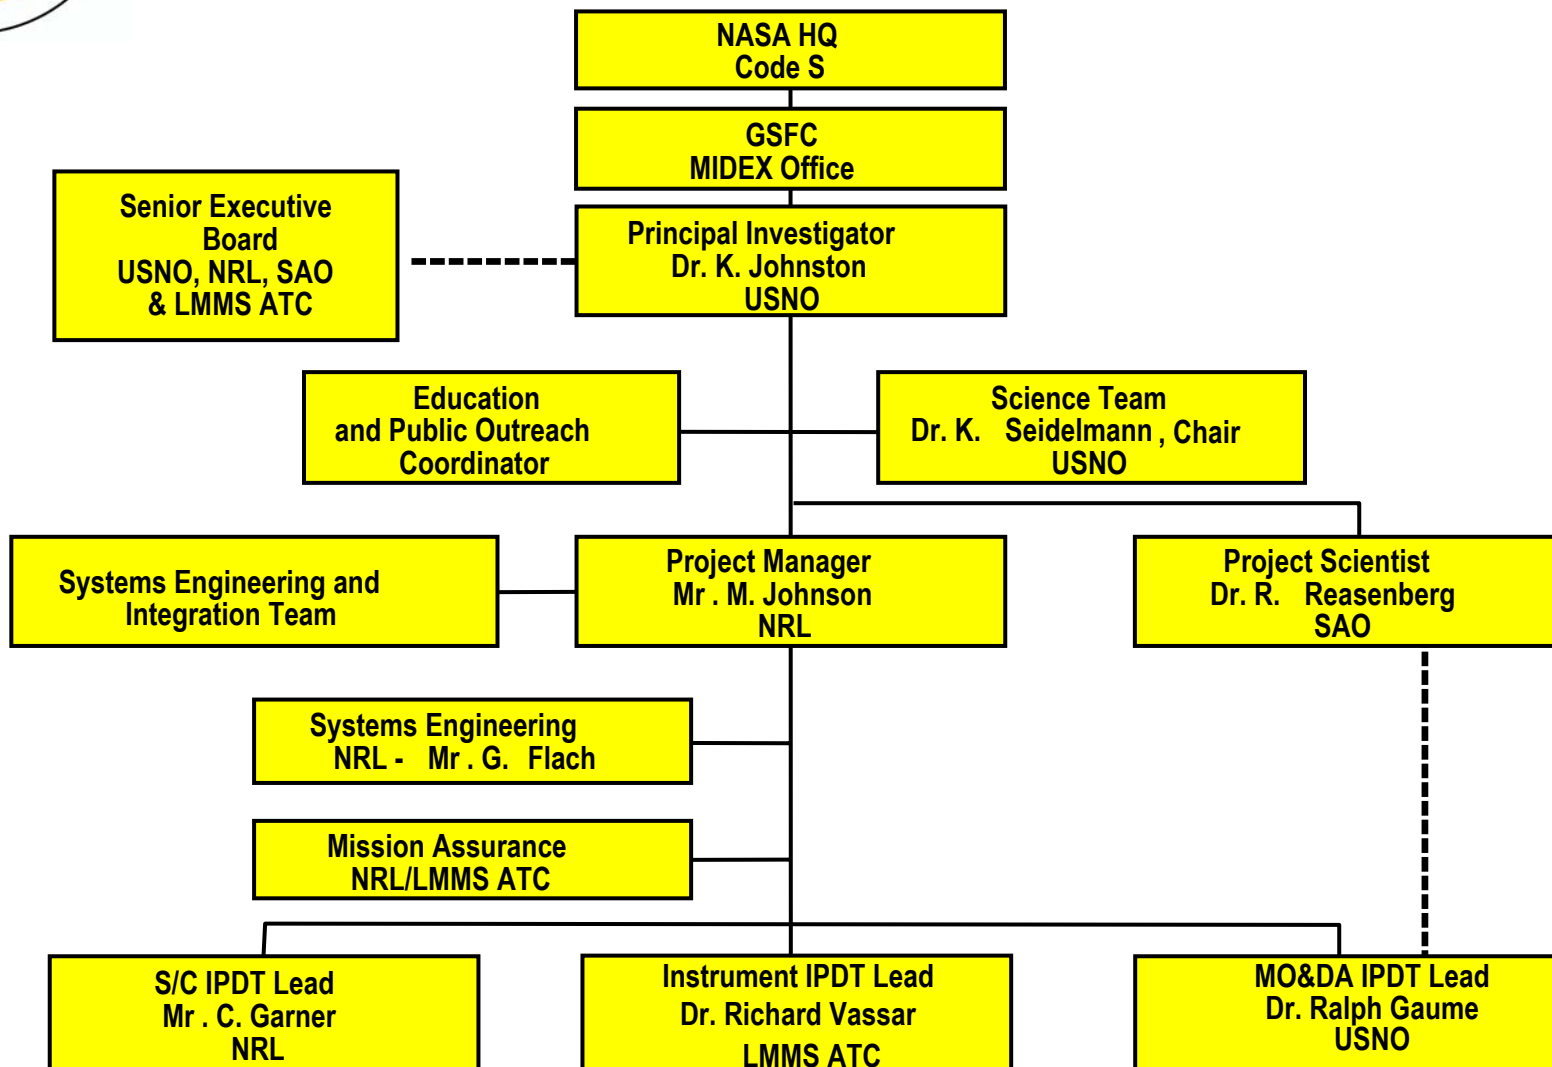 NASA HQ
Code S
GSFC
MIDEX Office
Senior Executive
Board
USNO, NRL, SAO
& LMMS ATC
Principal Investigator
Dr. K. Johnston
USNO
Education
and Public Outreach
Coordinator
Science Team
Dr. K. Seidelmann , Chair
USNO
Systems Engineering and
Integration Team
Project Manager
Mr . M. Johnson
NRL
Project Scientist
Dr. R. Reasenberg
SAO
Systems Engineering
NRL - Mr . G. Flach
Mission Assurance
NRL/LMMS ATC
S/C IPDT Lead
Mr . C. Garner
NRL
Instrument IPDT Lead
Dr. Richard Vassar
LMMS ATC
MO&DA IPDT Lead
Dr. Ralph Gaume
USNO